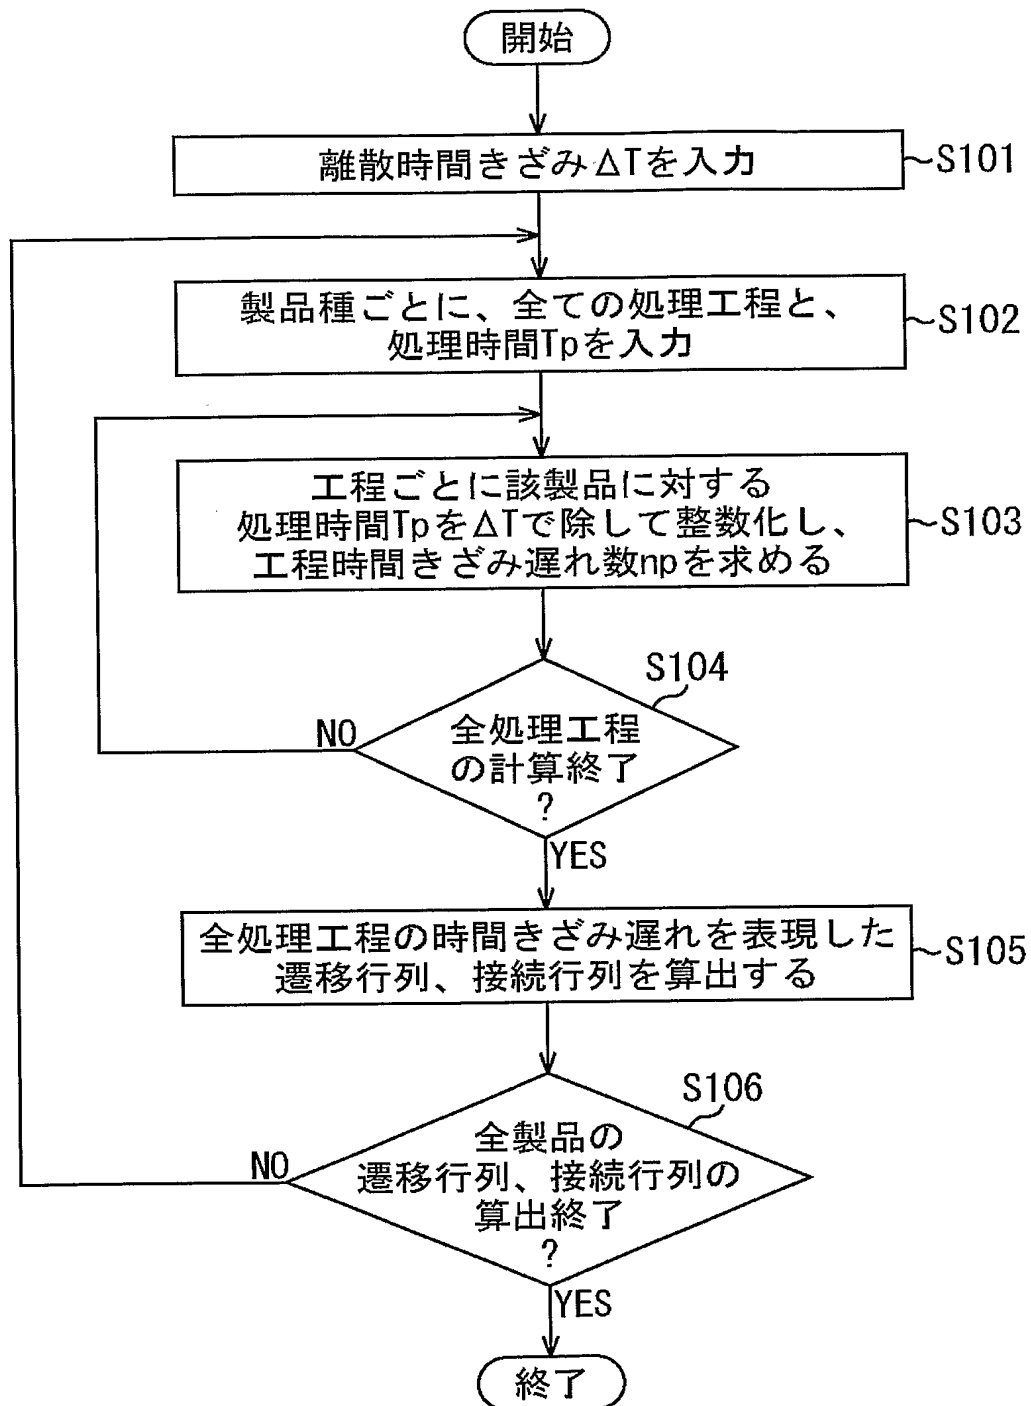 開始
離散時間きざみΔTを入力
~S101
製品種ごとに、全ての処理工程と、
処理時間Tpを入力
~S102
工程ごとに該製品に対する
処理時間TpをΔTで除して整数化し、
工程時間きざみ遅れ数npを求める
~S103
S104
NO
全処理工程
の計算終了
?
YES
全処理工程の時間きざみ遅れを表現した
遷移行列、接続行列を算出する
~S105
S106
NO
全製品の
遷移行列、接続行列の
算出終了
?
YES
終了